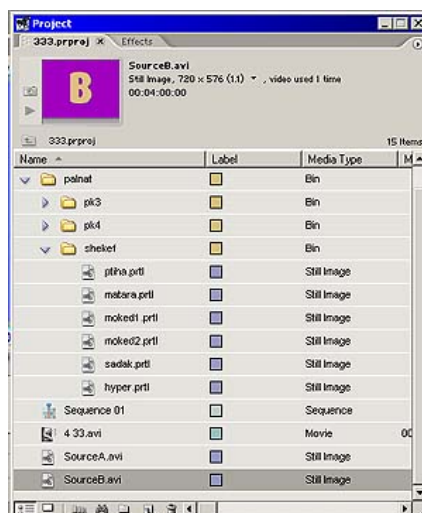 Project
333.prproj × Effects
B
SourceB.avi
Still Image, 720 x 576 (1.1) , video used 1 time
00:04:00:00
333.prproj 15 Items
Name Label Media Type M
palnat Bin
pk3 Bin
pk4 Bin
shekef Bin
ptiha.prtl Still Image
matara.prtl Still Image
moked1.prtl Still Image
moked2.prtl Still Image
sadak.prtl Still Image
hyper.prtl Still Image
Sequence 01 Sequence
4 33.avi Movie 00
SourceA.avi Still Image
SourceB.avi Still Image